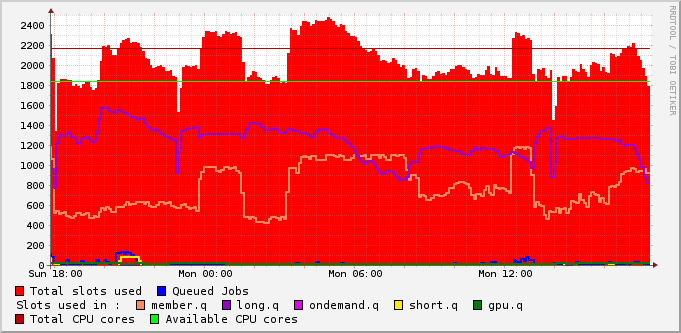 2400
2200
2000
1800
1600
1400
1200
1000
800
600
400
200
0
Sun 18:00 Mon 00:00 Mon 06:00 Mon 12:00
RRDTOOL / TOBI OETIKER
Total slots used Queued Jobs
Slots used in : member.q long.q ondemand.q short.q gpu.q
Total CPU cores Available CPU cores